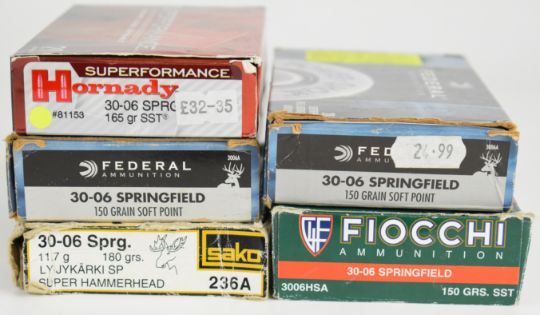 SUPERFORMANCE
Hornady
30-06 SPRG
£32-35
#81153
165 gr SST®
FEDERAL
AMMUNITION
3006A
30-06 SPRINGFIELD
150 GRAIN SOFT POINT
30-06 Sprg.
11.7 g 180 grs.
LYIJYKÄRKI SP
SUPER HAMMERHEAD
sako
236A
FEDERAL
FEDERAL
AMMUNITION
24.99
3006A
30-06 SPRINGFIELD
150 GRAIN SOFT POINT
FIOCCHI
AMMUNITION
30-06 SPRINGFIELD
3006HSA
150 GRS. SST